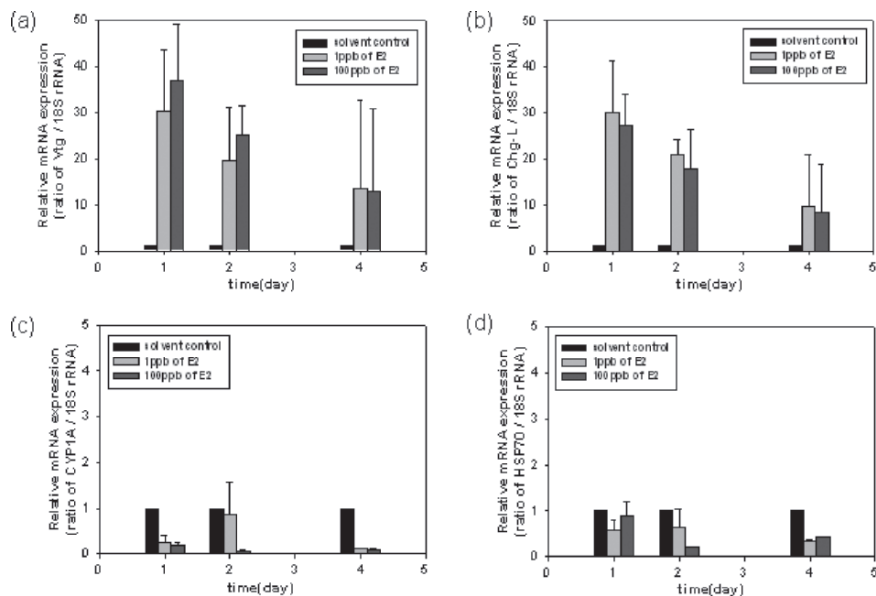 (a)
Relative mRNA expression
(ratio of Vtg / 18S rRNA)
50
40
30
20
10
0
solvent control
1ppb of E2
100ppb of E2
0 1 2 3 4 5
time(day)
(b)
Relative mRNA expression
(ratio of Chg-L / 18S rRNA)
50
40
30
20
10
0
solvent control
1ppb of E2
100ppb of E2
0 1 2 3 4 5
time(day)
(c)
Relative mRNA expression
(ratio of CYP1A / 18S rRNA)
5
4
3
2
1
0
solvent control
1ppb of E2
100ppb of E2
0 1 2 3 4 5
time(day)
(d)
Relative mRNA expression
(ratio of HSP70 / 18S rRNA)
5
4
3
2
1
0
solvent control
1ppb of E2
100ppb of E2
0 1 2 3 4 5
time(day)